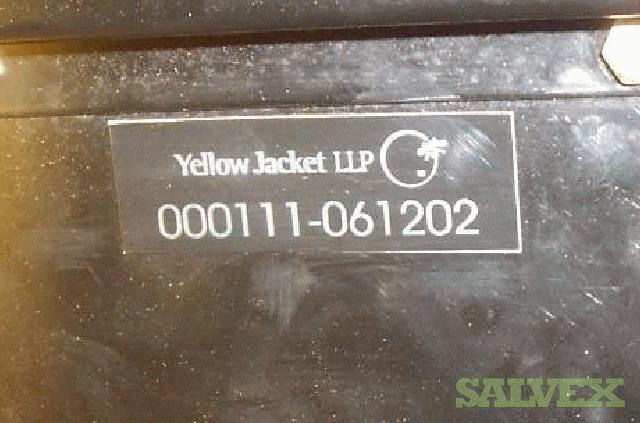 Yellow Jacket LLP
000111-061202
SALVEX